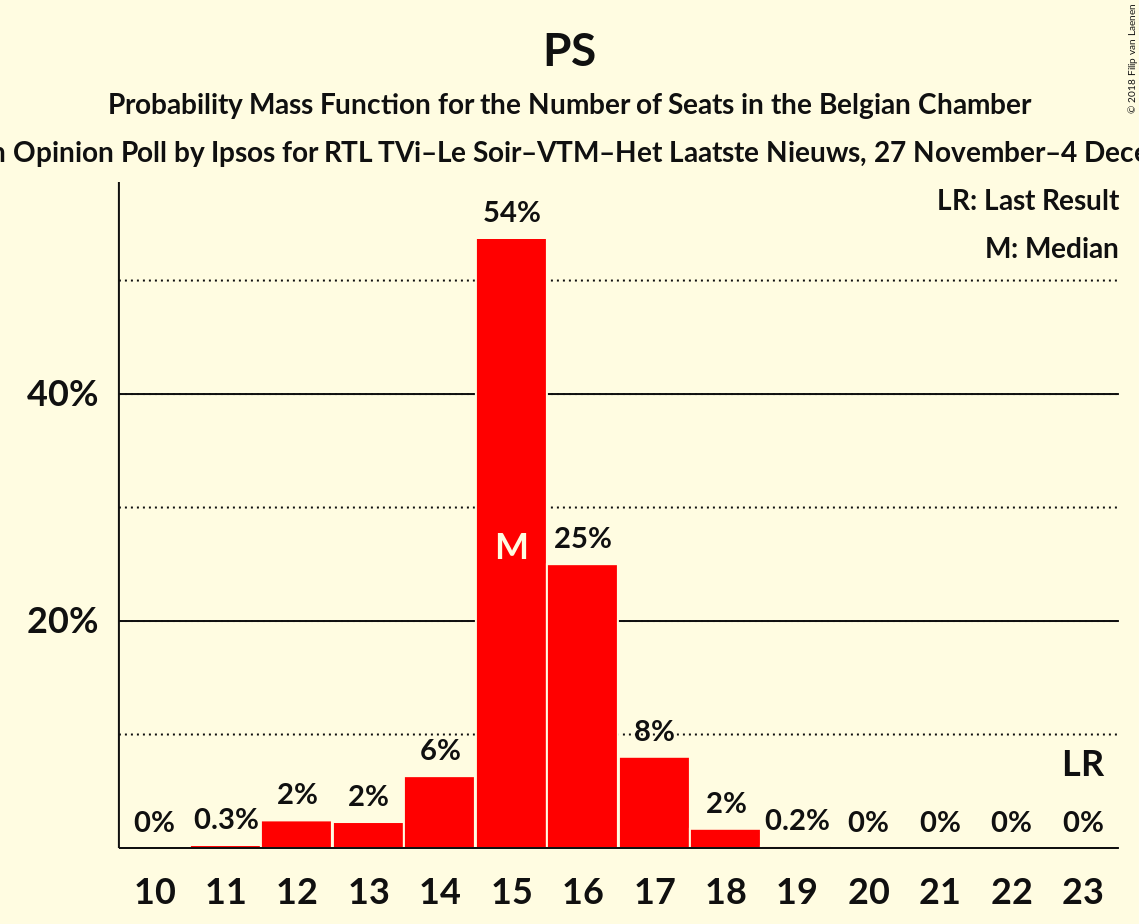 PS
Probability Mass Function for the Number of Seats in the Belgian Chamber
Opinion Poll by Ipsos for RTL TVi–Le Soir–VTM–Het Laatste Nieuws, 27 November–4
LR: Last Result
M: Median
© 2018 Filip van Laenen
40%
20%
0%
0.3%
2%
2%
6%
54%
M
25%
8%
2%
0.2%
0%
0%
0%
0%
LR
10 11 12 13 14 15 16 17 18 19 20 21 22 23